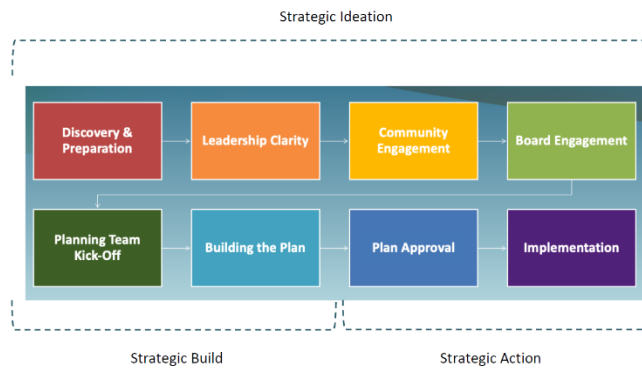 Strategic Ideation
Discovery &
Preparation
Leadership Clarity
Community
Engagement
Board Engagement
Planning Team
Kick-Off
Building the Plan
Plan Approval
Implementation
Strategic Build
Strategic Action